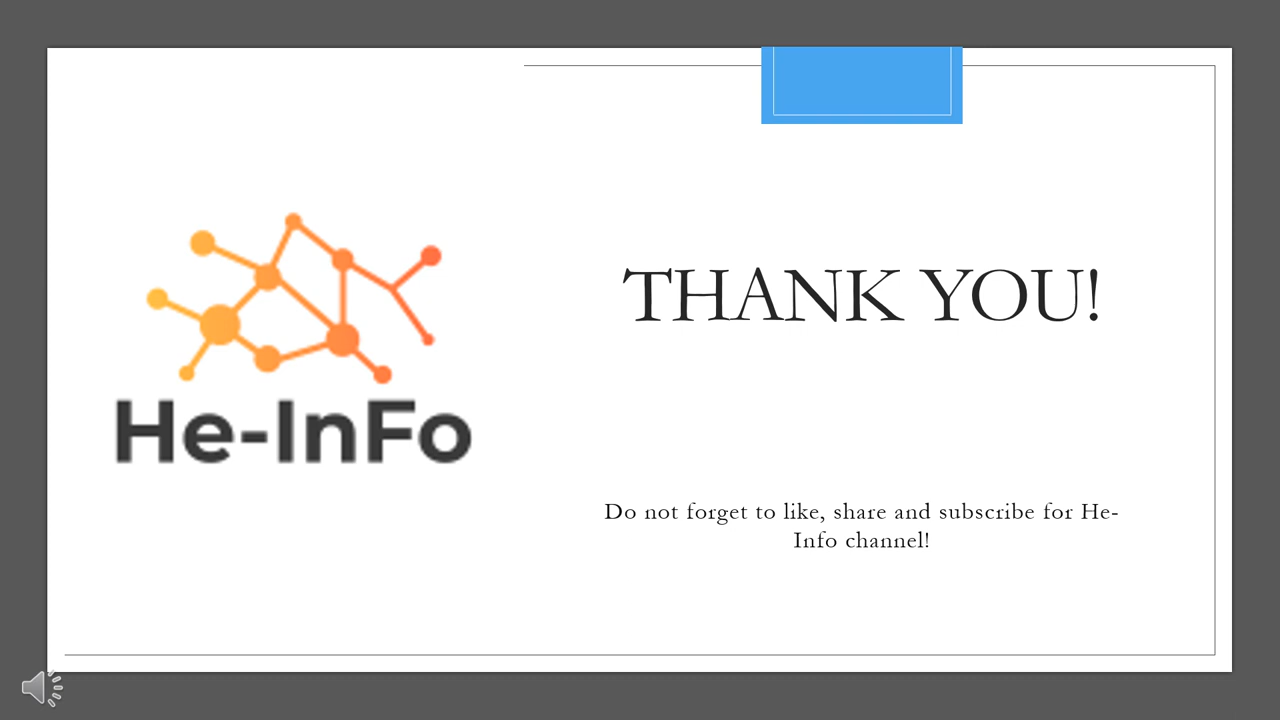 He-InFo
THANK YOU!
Do not forget to like, share and subscribe for He-
Info channel!